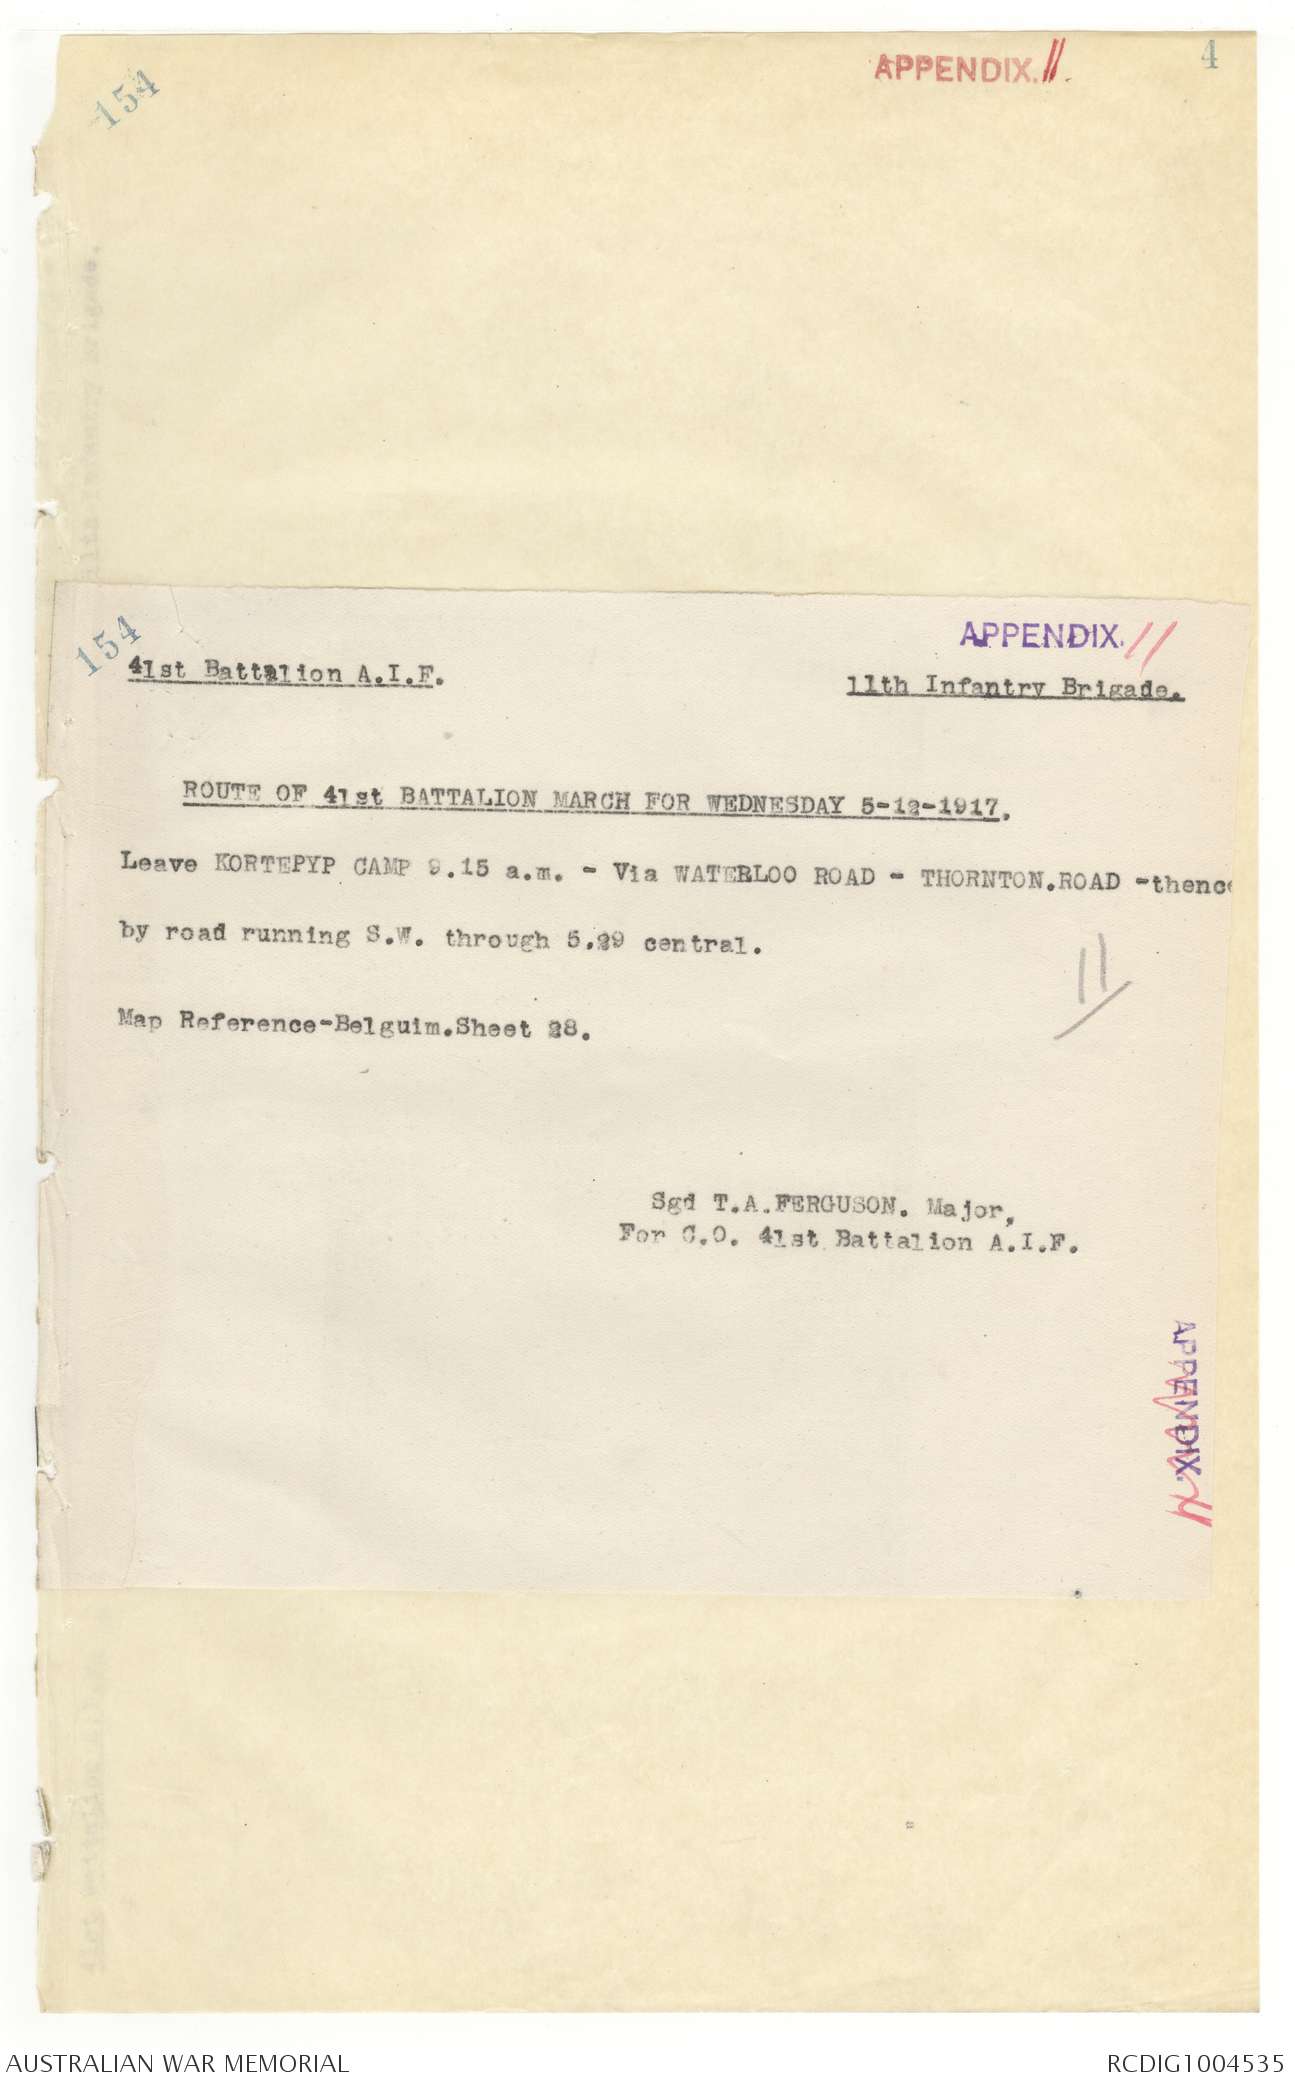 154
APPENDIX. 11.
4
154
APPENDIX. 11
41st Battalion A.I.F.
11th Infantry Brigade.
ROUTE OF 41st BATTALION MARCH FOR WEDNESDAY 5-12-1917.
Leave KORTEPYP CAMP 9.15 a.m. - Via WATERLOO ROAD - THORNTON.ROAD -thence
by road running S.W. through 5.29 central.
11
Map Reference-Belguim.Sheet 28.
Sgd T.A.FERGUSON. Major,
For C.O. 41st Battalion A.I.F.
APPENDIX. 11
AUSTRALIAN WAR MEMORIAL
RCDIG1004535